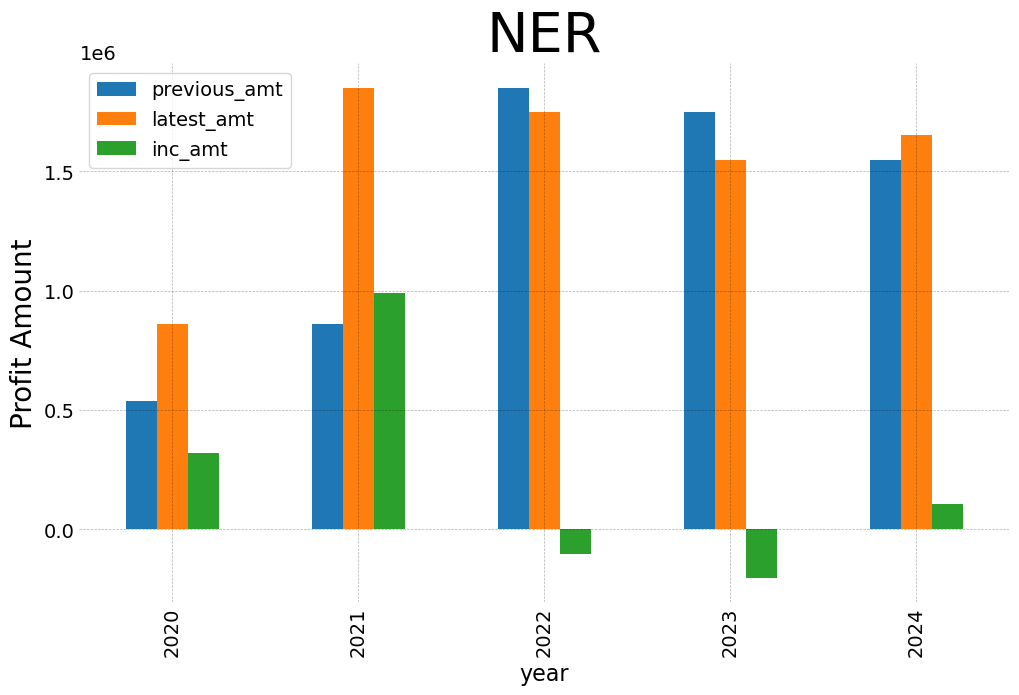 NER
1e6
previous_amt
latest_amt
inc_amt
1.5
1.0
0.5
0.0
Profit Amount
2020
2021
2022
2023
2024
year